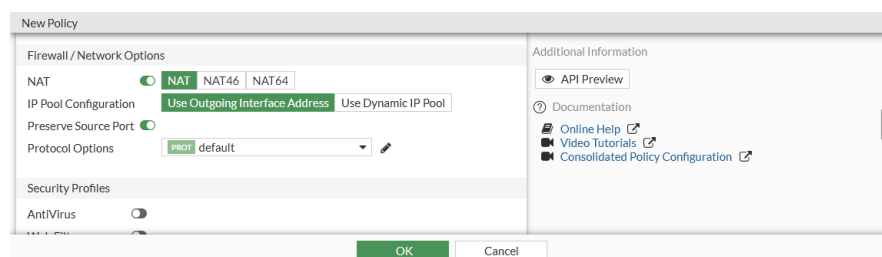 New Policy
Firewall / Network Options
NAT NAT NAT46 NAT64
IP Pool Configuration Use Outgoing Interface Address Use Dynamic IP Pool
Preserve Source Port
Protocol Options PROT default
Security Profiles
AntiVirus
Additional Information
API Preview
Documentation
Online Help
Video Tutorials
Consolidated Policy Configuration
OK Cancel